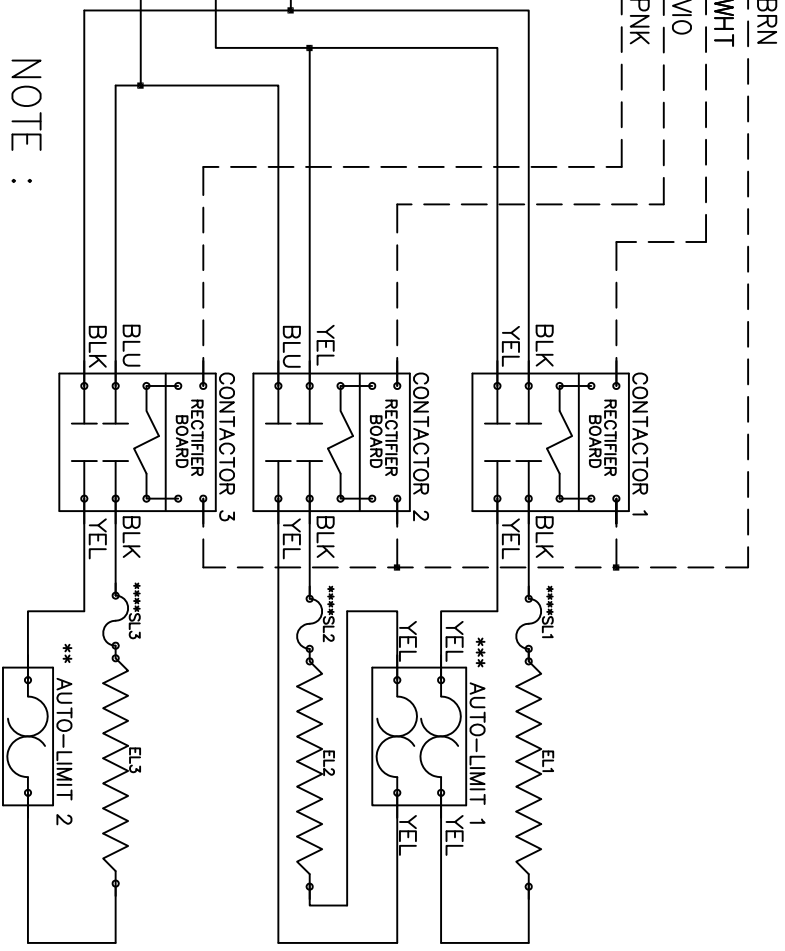 BRN
WHT
VIO
PNK
BLK
YEL
CONTACTOR 1
RECTIFIER
BOARD
BLK
YEL
****SL1
EL1
YEL
BLU
CONTACTOR 2
RECTIFIER
BOARD
BLK
YEL
****SL2
EL2
YEL
YEL
*** AUTO-LIMIT 1
YEL
YEL
BLU
BLK
CONTACTOR 3
RECTIFIER
BOARD
BLK
YEL
****SL3
EL3
** AUTO-LIMIT 2
NOTE :